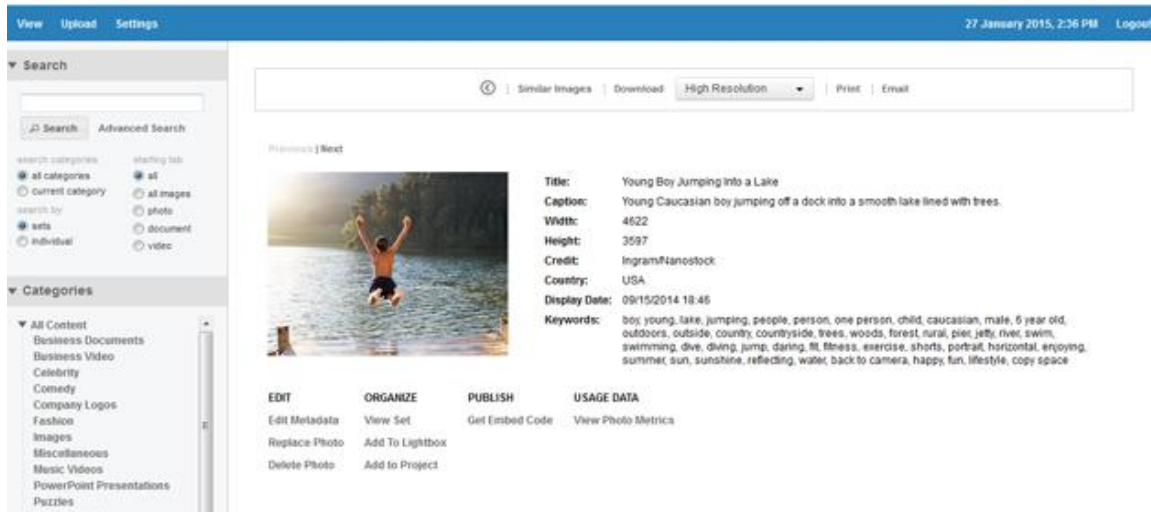 View Upload Settings 27 January 2015, 2:36 PM Logout
Search
Search Advanced Search
search categories starting tab
all categories all
current category all images
search by photo
sets document
individual video
Categories
All Content
Business Documents
Business Video
Celebrity
Comedy
Company Logos
Fashion
Images
Miscellaneous
Music Videos
PowerPoint Presentations
Puzzles
Similar Images | Download High Resolution | Print | Email
Previous | Next
Title: Young Boy Jumping Into a Lake
Caption: Young Caucasian boy jumping off a dock into a smooth lake lined with trees.
Width: 4622
Height: 3597
Credit: Ingram/Nanostock
Country: USA
Display Date: 09/15/2014 18:46
Keywords: boy, young, lake, jumping, people, person, one person, child, caucasian, male, 6 year old,
outdoors, outside, country, countryside, trees, woods, forest, rural, pier, jetty, river, swim,
swimming, dive, diving, jump, daring, fit, fitness, exercise, shorts, portrait, horizontal, enjoying,
summer, sun, sunshine, reflecting, water, back to camera, happy, fun, lifestyle, copy space
EDIT ORGANIZE PUBLISH USAGE DATA
Edit Metadata View Set Get Embed Code View Photo Metrics
Replace Photo Add To Lightbox
Delete Photo Add to Project